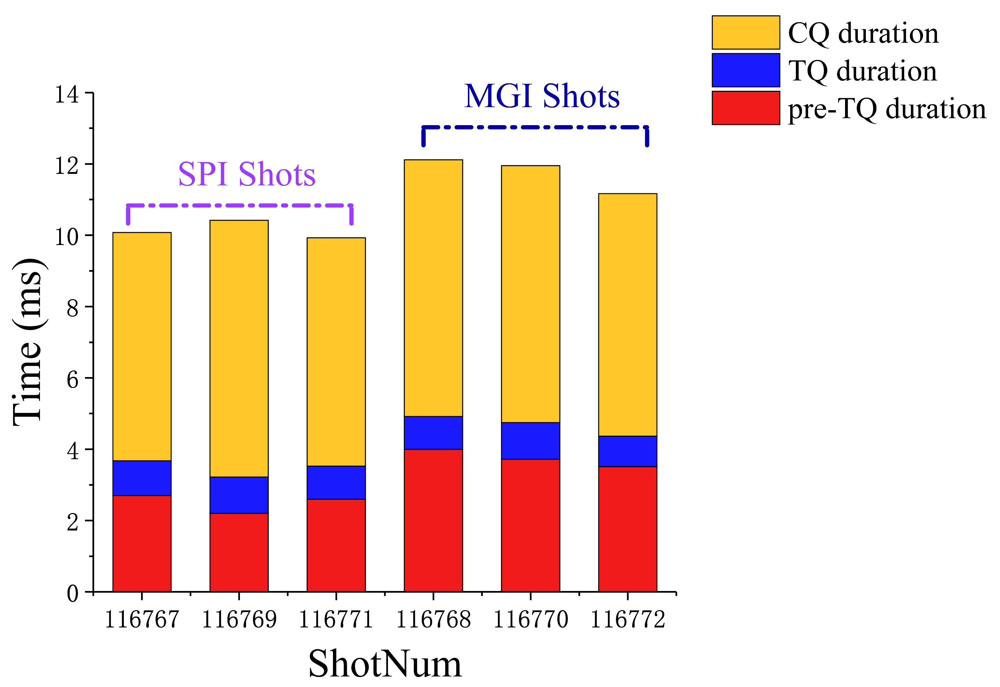 CQ duration
TQ duration
pre-TQ duration
MGI Shots
SPI Shots
14
12
10
8
6
4
2
0
Time (ms)
116767 116769 116771 116768 116770 116772
ShotNum